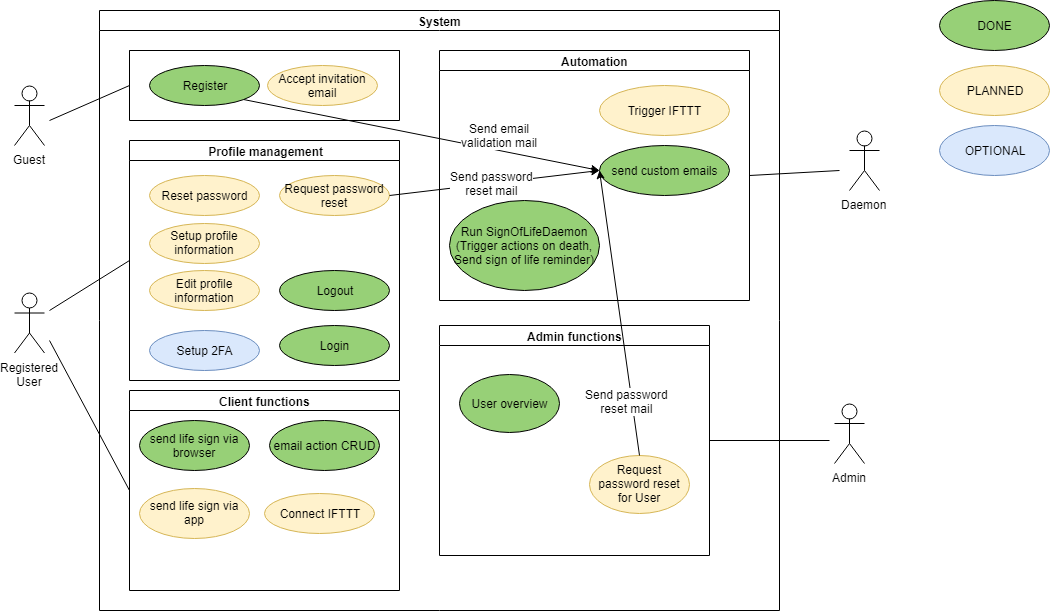 System
DONE
PLANNED
OPTIONAL
Guest
Register
Accept invitation
email
Profile management
Reset password
Request password
reset
Setup profile
information
Edit profile
information
Logout
Setup 2FA
Login
Registered
User
Client functions
send life sign via
browser
email action CRUD
send life sign via
app
Connect IFTTT
Automation
Trigger IFTTT
Send email
validation mail
send custom emails
Send password
reset mail
Run SignOfLifeDaemon
(Trigger actions on death,
Send sign of life reminder)
Daemon
Admin functions
User overview
Send password
reset mail
Request
password reset
for User
Admin